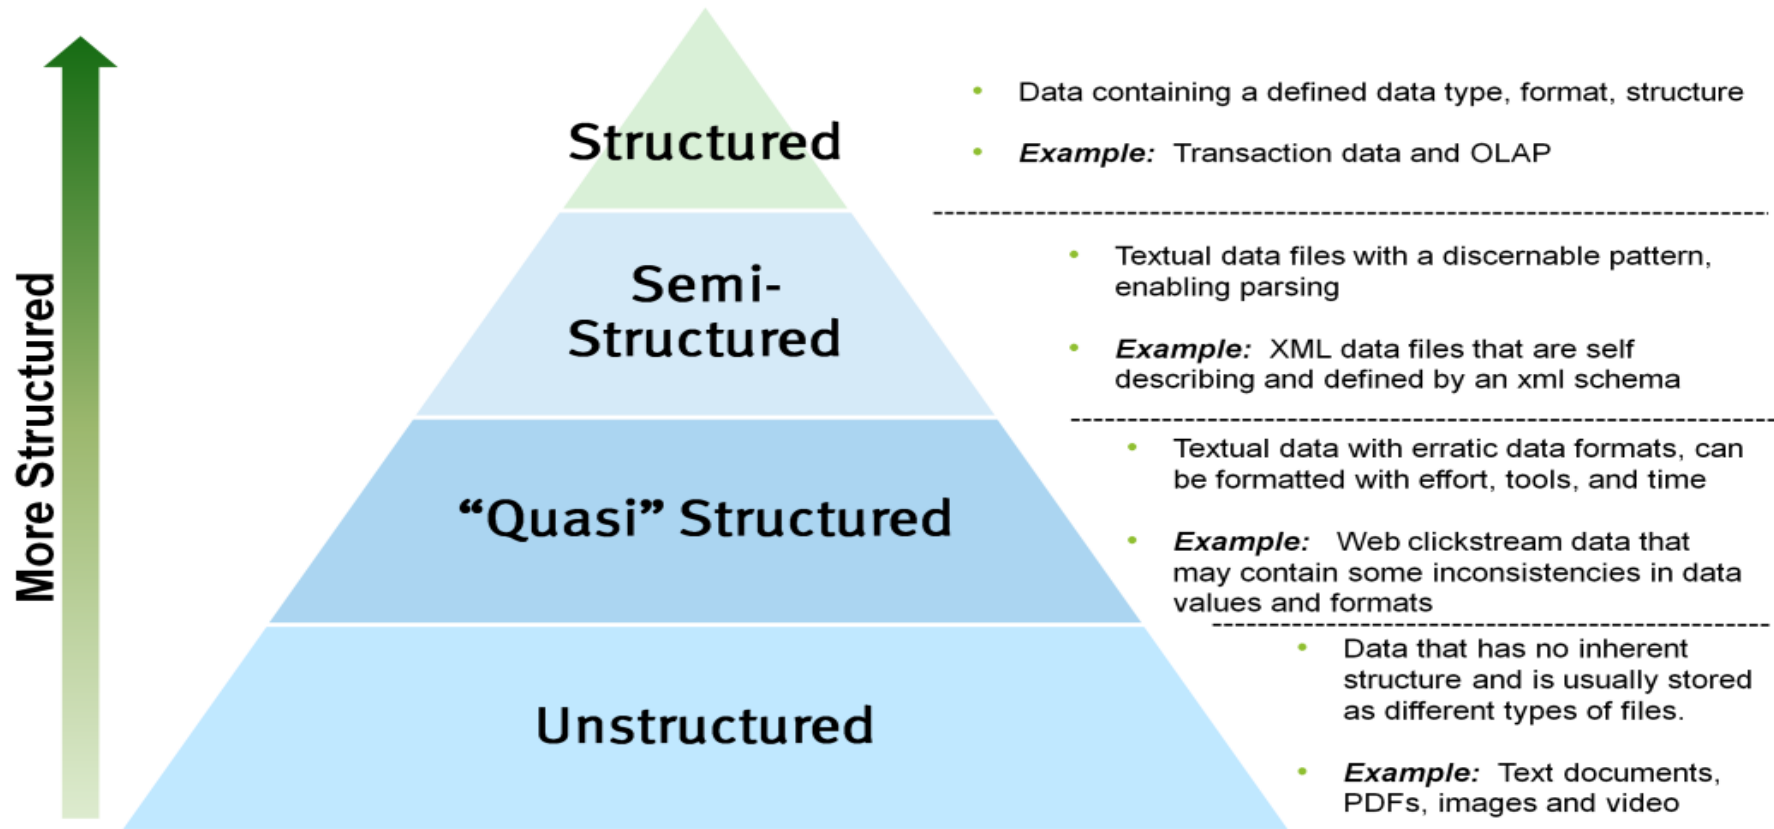 More Structured
Structured
• Data containing a defined data type, format, structure
• Example: Transaction data and OLAP
Semi-
Structured
• Textual data files with a discernable pattern,
enabling parsing
• Example: XML data files that are self
describing and defined by an xml schema
“Quasi” Structured
• Textual data with erratic data formats, can
be formatted with effort, tools, and time
• Example: Web clickstream data that
may contain some inconsistencies in data
values and formats
Unstructured
• Data that has no inherent
structure and is usually stored
as different types of files.
• Example: Text documents,
PDFs, images and video